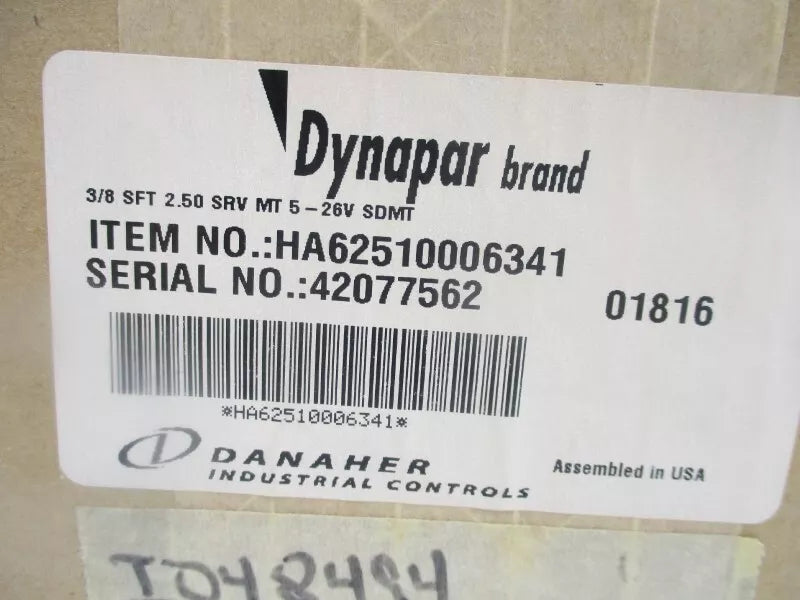 Dynapar brand
3/8 SFT 2.50 SRV MT 5-26V SDMT
ITEM NO.:HA62510006341
SERIAL NO.:42077562 01816
*HA62510006341*
DANAHER
INDUSTRIAL CONTROLS
Assembled in USA
I048494